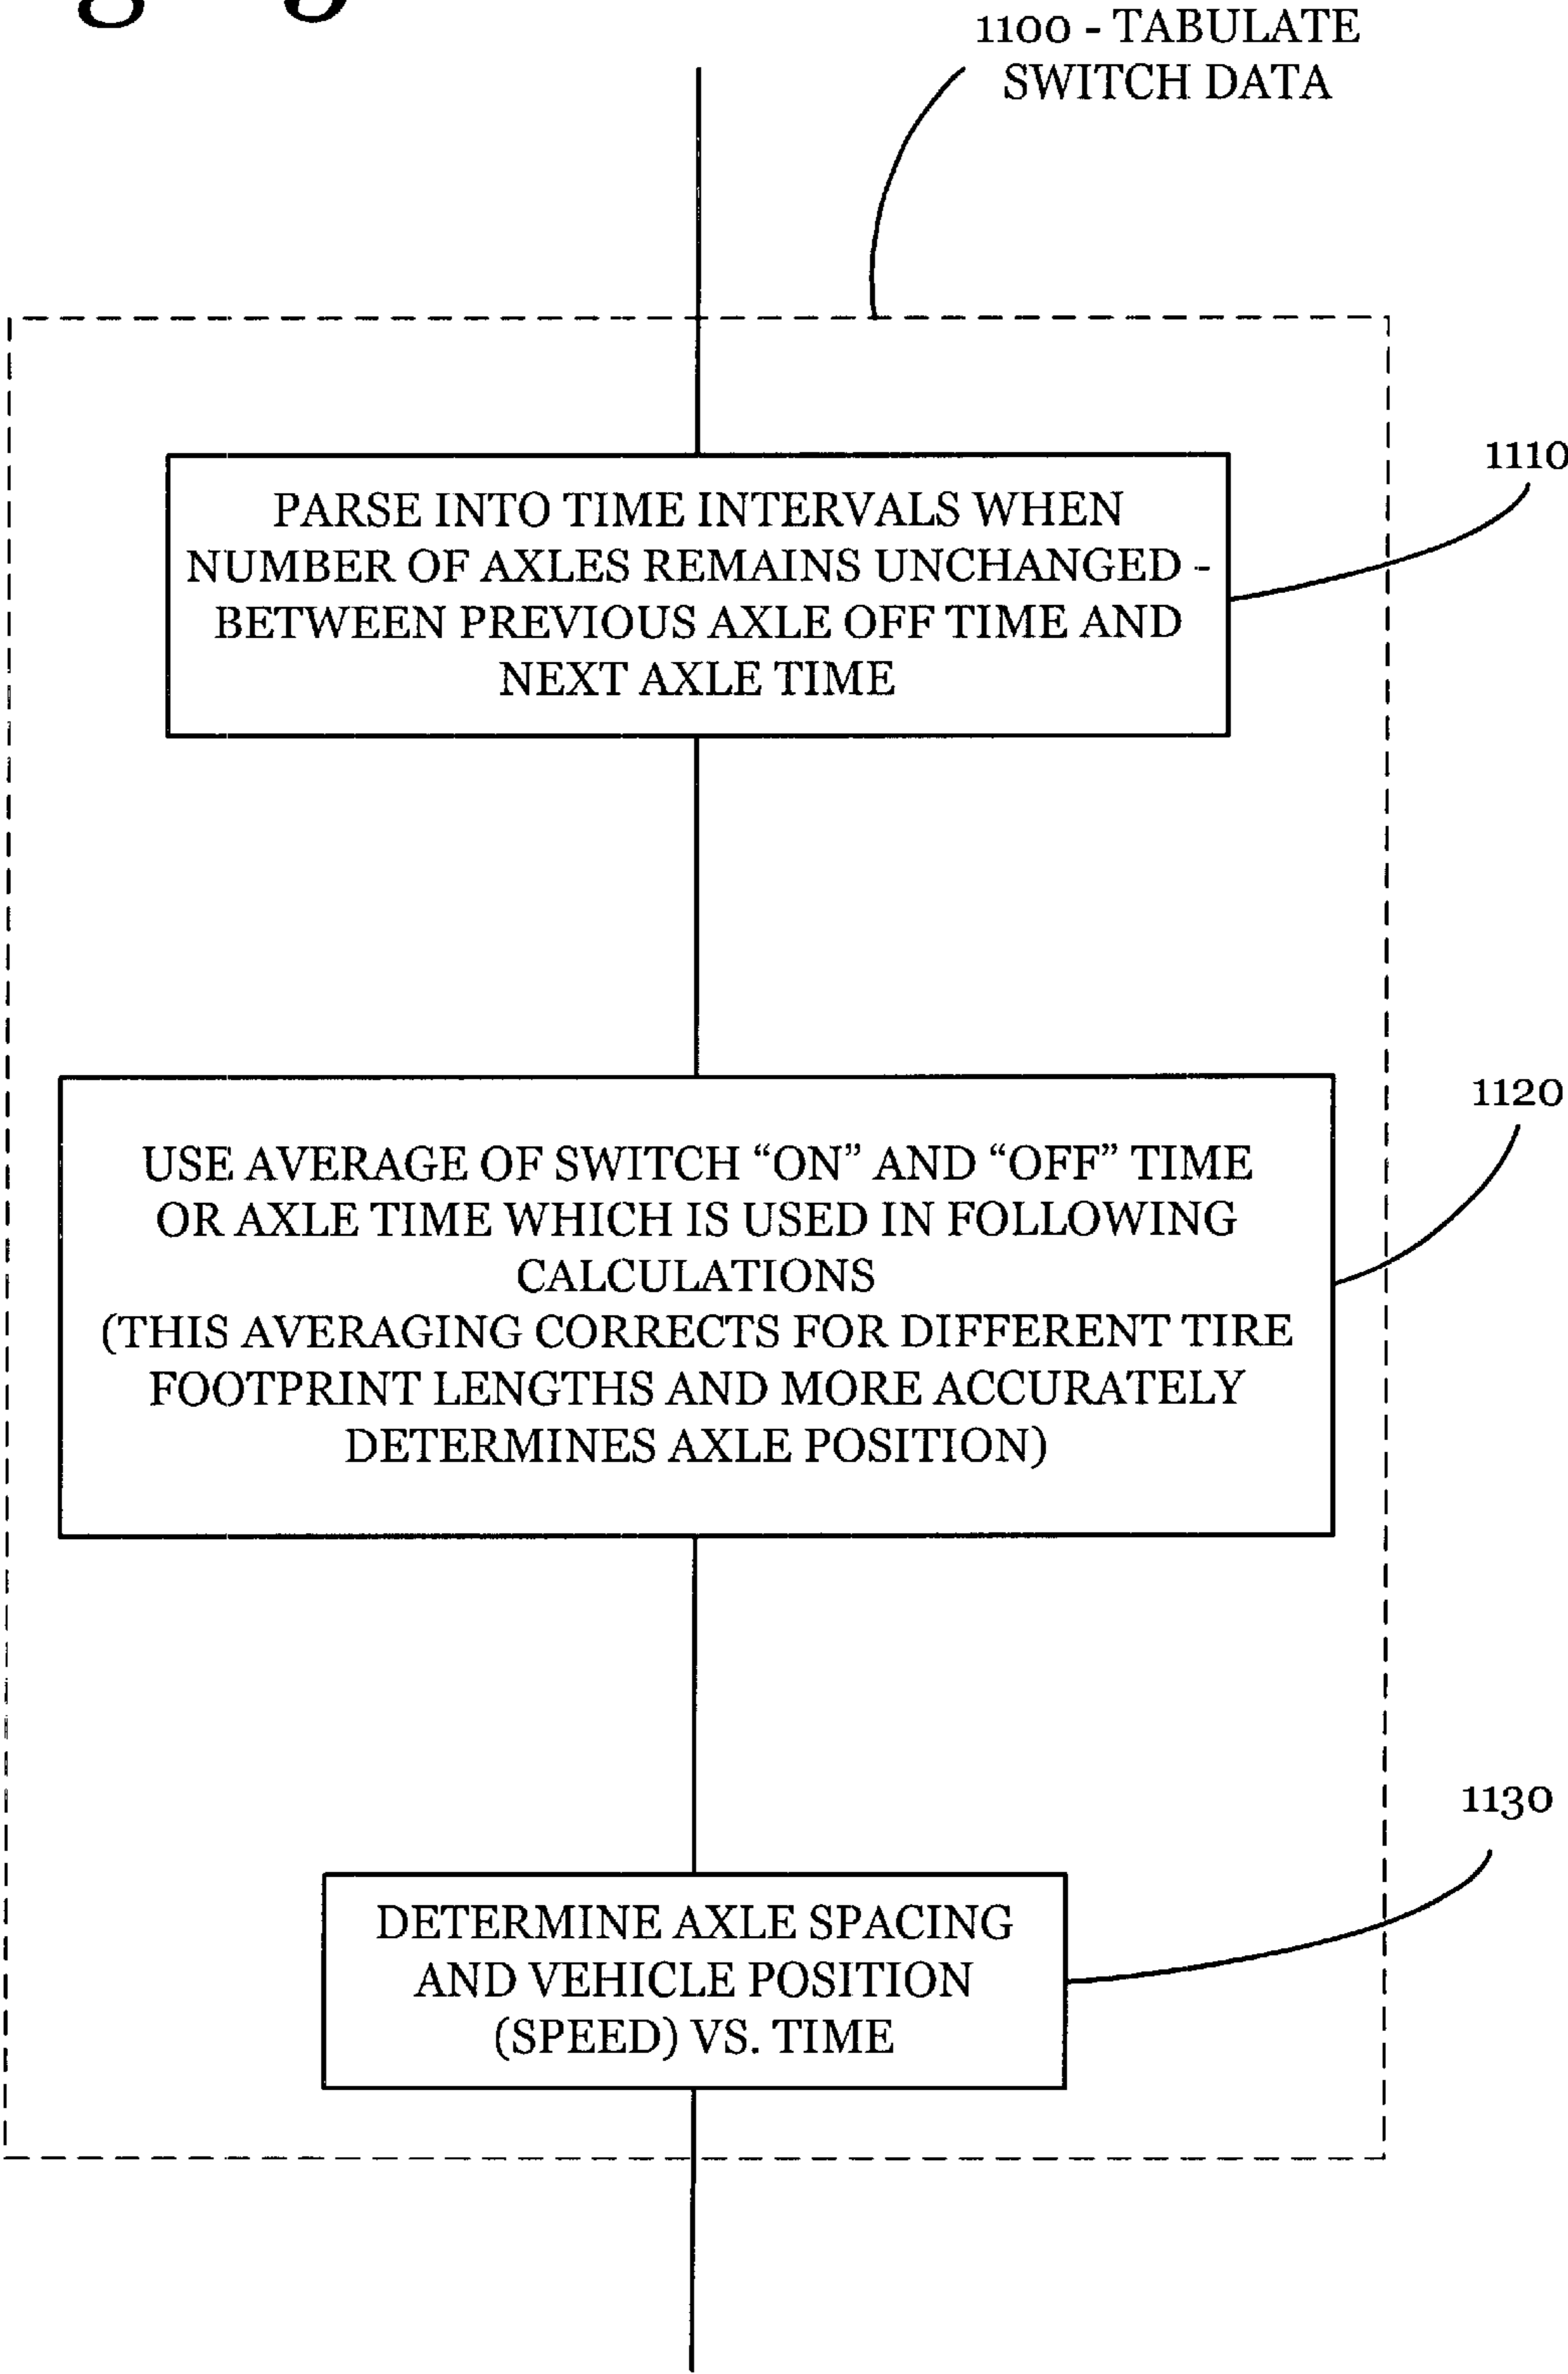 1100 - TABULATE
SWITCH DATA
1110
PARSE INTO TIME INTERVALS WHEN
NUMBER OF AXLES REMAINS UNCHANGED -
BETWEEN PREVIOUS AXLE OFF TIME AND
NEXT AXLE TIME
1120
USE AVERAGE OF SWITCH “ON” AND “OFF” TIME
OR AXLE TIME WHICH IS USED IN FOLLOWING
CALCULATIONS
(THIS AVERAGING CORRECTS FOR DIFFERENT TIRE
FOOTPRINT LENGTHS AND MORE ACCURATELY
DETERMINES AXLE POSITION)
1130
DETERMINE AXLE SPACING
AND VEHICLE POSITION
(SPEED) VS. TIME